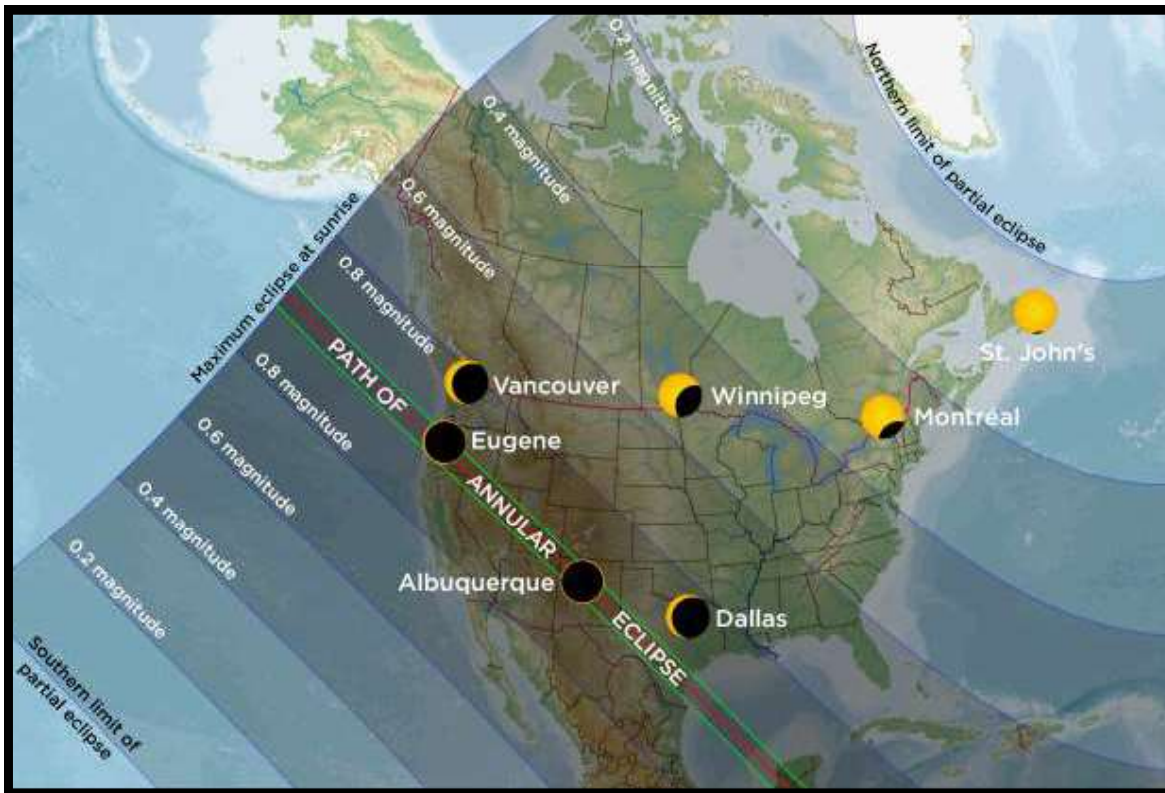 0.2 magnitude
0.4 magnitude
0.6 magnitude
0.8 magnitude
Northern limit of partial eclipse
Maximum eclipse at sunrise
PATH OF ANNULAR ECLIPSE
0.8 magnitude
0.6 magnitude
0.4 magnitude
0.2 magnitude
Southern limit of
partial eclipse
St. John's
Vancouver
Winnipeg
Montréal
Eugene
Albuquerque
Dallas